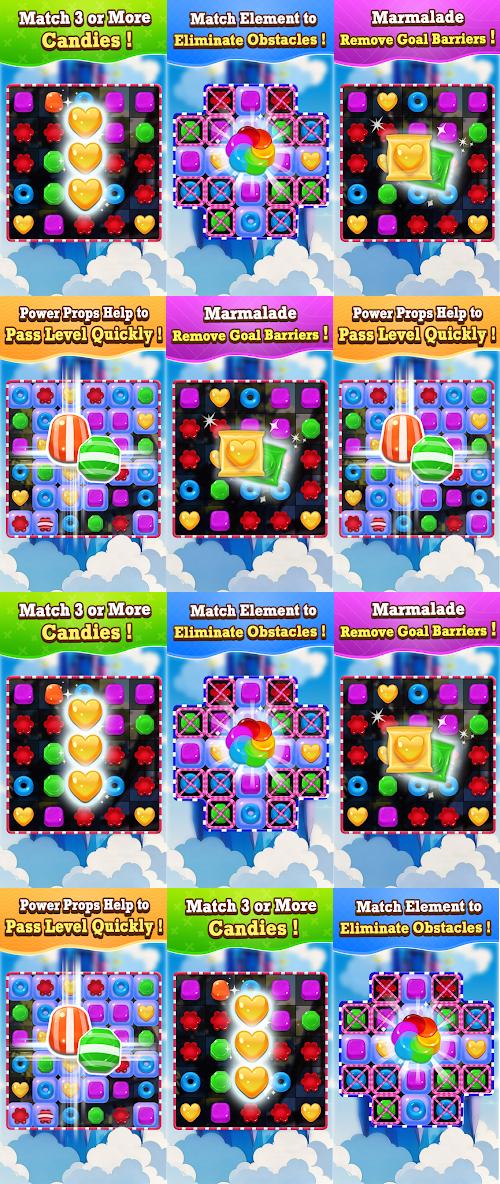 Match 3 or More
Candies !
Match Element to
Eliminate Obstacles !
Marmalade
Remove Goal Barriers !
Power Props Help to
Pass Level Quickly !
Marmalade
Remove Goal Barriers !
Power Props Help to
Pass Level Quickly !
Match 3 or More
Candies !
Match Element to
Eliminate Obstacles !
Marmalade
Remove Goal Barriers !
Power Props Help to
Pass Level Quickly !
Match 3 or More
Candies !
Match Element to
Eliminate Obstacles !